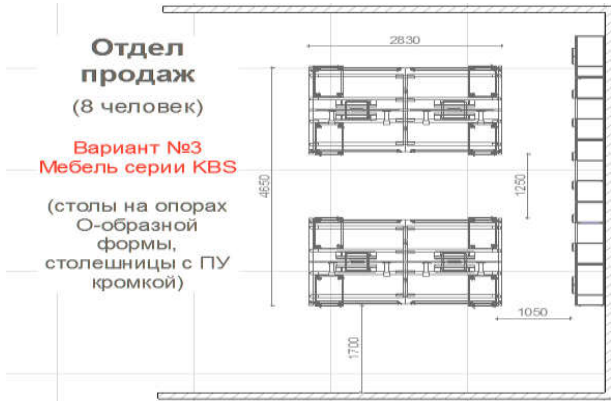 Отдел
продаж
(8 человек)
Вариант №3
Мебель серии KBS
(столы на опорах
О-образной
формы,
столешницы с ПУ
кромкой)
2830
4650
1250
1050
1700